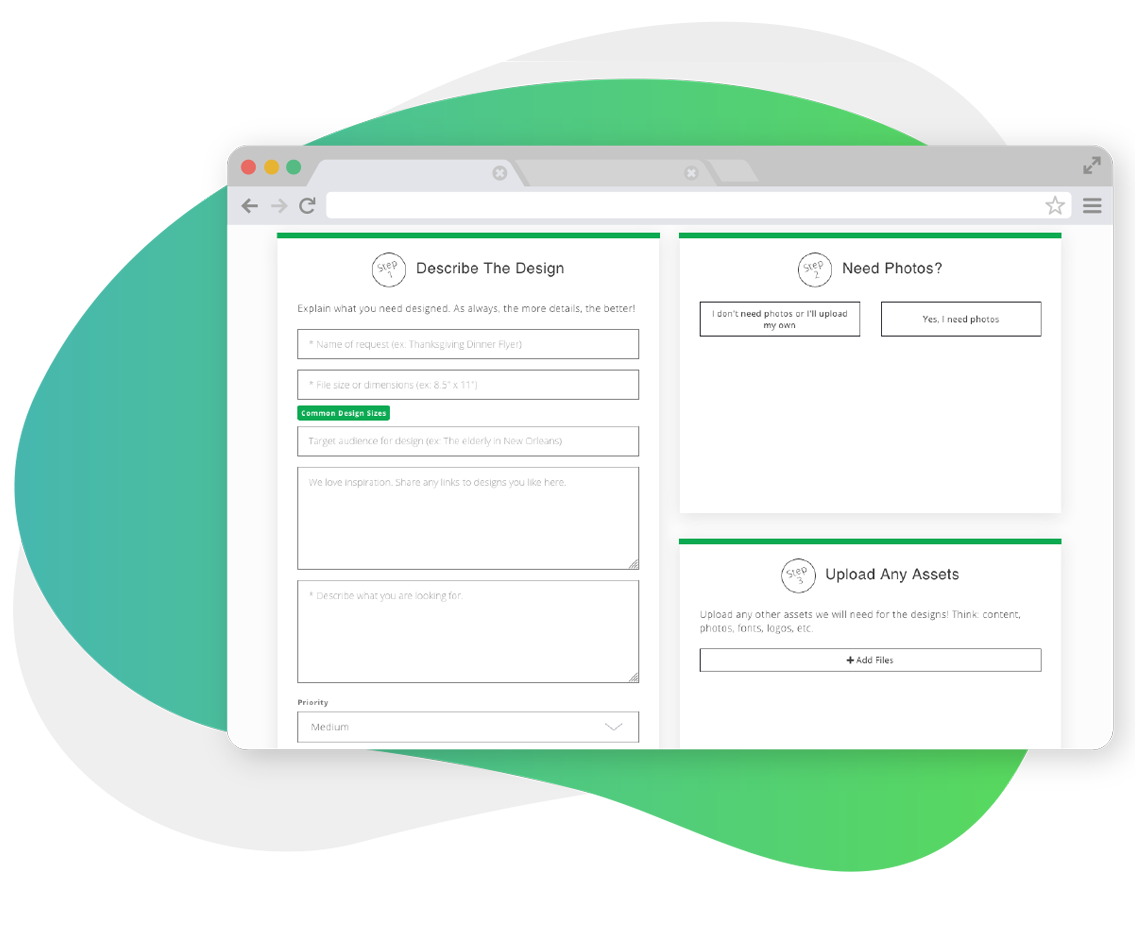 Step
1
Describe The Design
Explain what you need designed. As always, the more details, the better!
* Name of request (ex. Thanksgiving Dinner Flyer)
* File size or dimensions (ex: 8.5" x 11")
Common Design Sizes
Target audience for design (ex: The elderly in New Orleans)
We love inspiration. Share any links to designs you like here.
* Describe what you are looking for.
Priority
Medium
Step
2
Need Photos?
I don't need photos or I'll upload
my own
Yes, I need photos
Step
3
Upload Any Assets
Upload any other assets we will need for the designs! Think: content,
photos, fonts, logos, etc.
+ Add Files